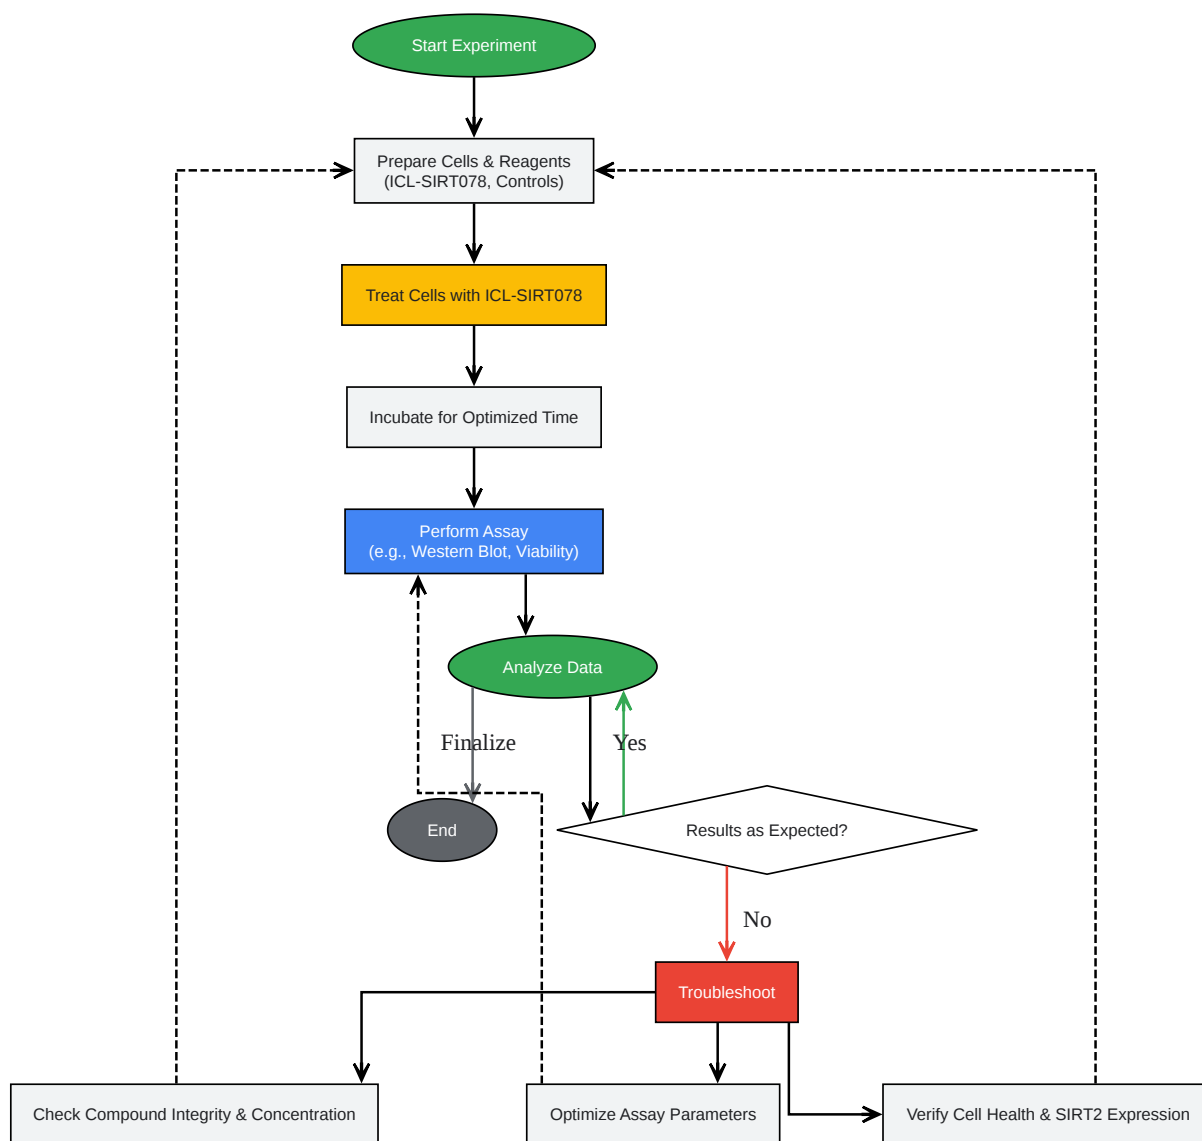 Start Experiment
Prepare Cells & Reagents
(ICL-SIRT078, Controls)
Treat Cells with ICL-SIRT078
Incubate for Optimized Time
Perform Assay
(e.g., Western Blot, Viability)
Analyze Data
Finalize
Yes
End
Results as Expected?
No
Troubleshoot
Check Compound Integrity & Concentration
Optimize Assay Parameters
Verify Cell Health & SIRT2 Expression